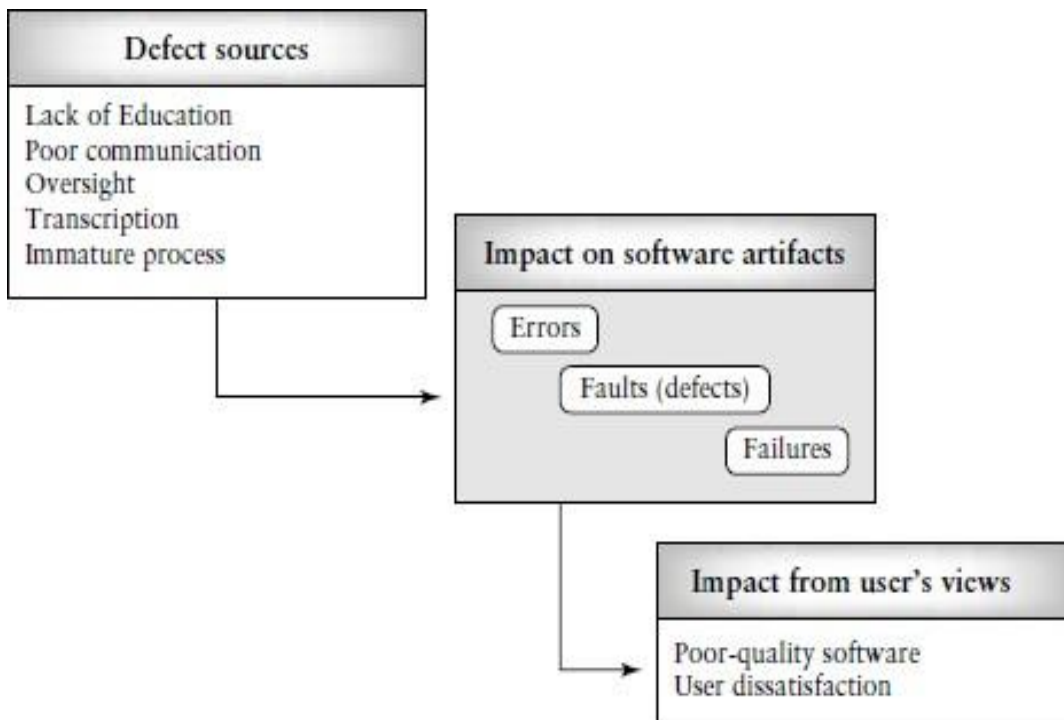 Defect sources
Lack of Education
Poor communication
Oversight
Transcription
Immature process
Impact on software artifacts
Errors
Faults (defects)
Failures
Impact from user's views
Poor-quality software
User dissatisfaction